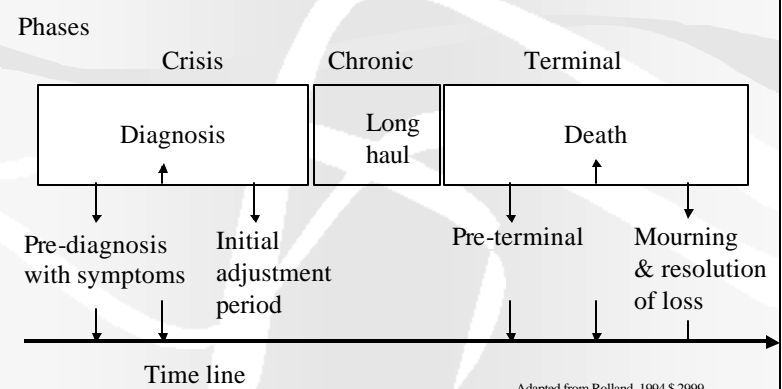 Phases
Crisis Chronic Terminal
Diagnosis
Long
haul
Death
Pre-diagnosis
with symptoms
Initial
adjustment
period
Pre-terminal
Mourning
& resolution
of loss
Time line
Adapted from Rolland, 1994 $ 2999